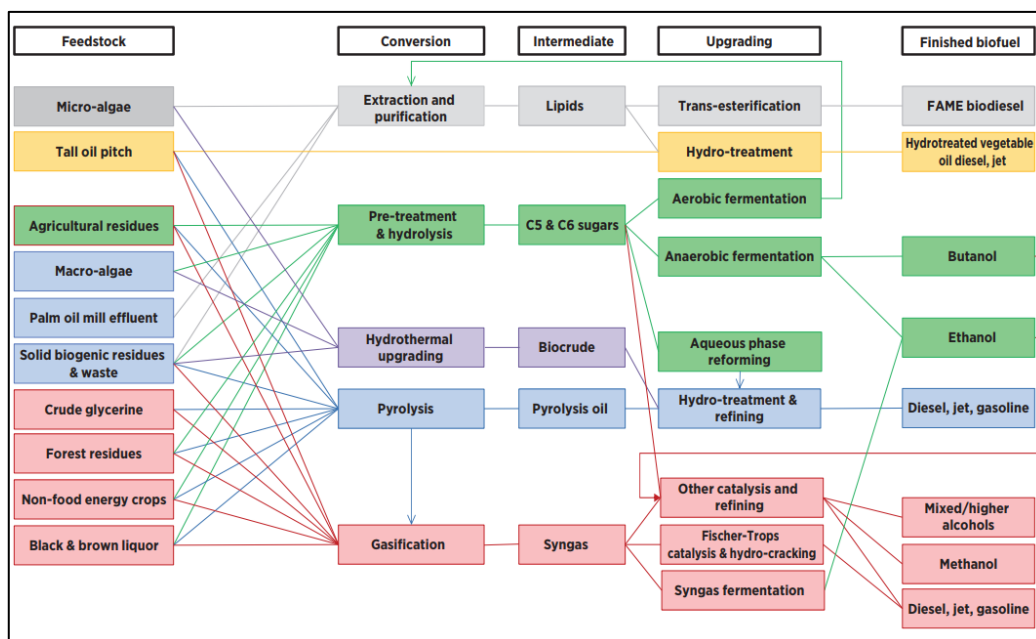 Feedstock
Conversion
Intermediate
Upgrading
Finished biofuel
Micro-algae
Extraction and
purification
Lipids
Trans-esterification
FAME biodiesel
Tall oil pitch
Hydro-treatment
Hydrotreated vegetable
oil diesel, jet
Aerobic fermentation
Agricultural residues
Pre-treatment
& hydrolysis
C5 & C6 sugars
Macro-algae
Anaerobic fermentation
Butanol
Palm oil mill effluent
Solid biogenic residues
& waste
Hydrothermal
upgrading
Biocrude
Aqueous phase
reforming
Ethanol
Crude glycerine
Pyrolysis
Pyrolysis oil
Hydro-treatment &
refining
Diesel, jet, gasoline
Forest residues
Non-food energy crops
Other catalysis and
refining
Mixed/higher
alcohols
Black & brown liquor
Gasification
Syngas
Fischer-Trops
catalysis & hydro-cracking
Methanol
Syngas fermentation
Diesel, jet, gasoline